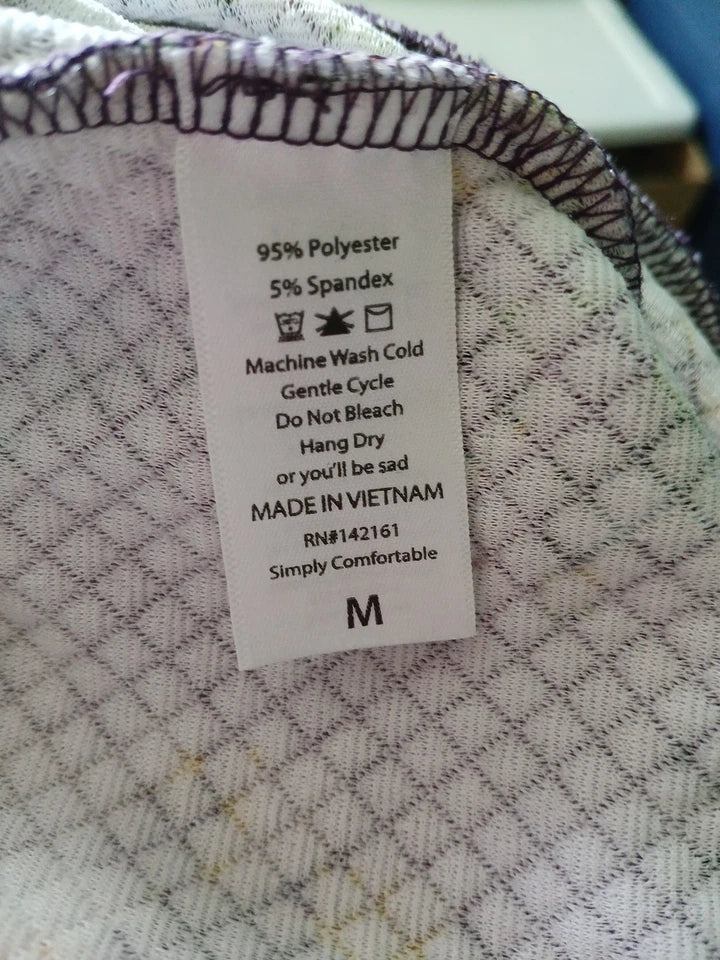 95% Polyester
5% Spandex
Machine Wash Cold
Gentle Cycle
Do Not Bleach
Hang Dry
or you'll be sad
MADE IN VIETNAM
RN#142161
Simply Comfortable
M